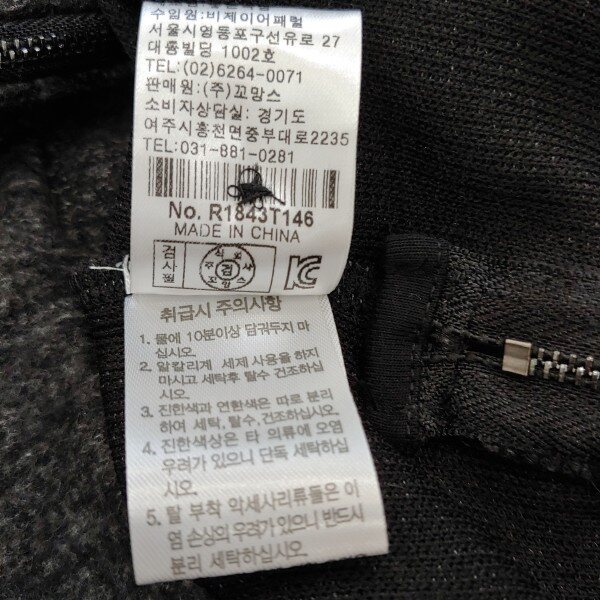 수입원:비제이어패럴
서울시영등포구선유로 27
대통빌딩 1002호
TEL:(02)6264-0071
판매원:(주)꼬망스
소비자상담실: 경기도
여주시흥천면중부대로2235
TEL:031-881-0281
No. R1843T146
MADE IN CHINA
검사필
주식회사
검
꼬망스
취급시 주의사항
1. 물에 10분이상 담궈두지 마
십시오.
2. 알칼리계 세제 사용을 하지
마시고 세탁후 탈수 건조하십
시오.
3. 진한색과 연한색은 따로 분리
하여 세탁, 탈수, 건조하십시오.
4. 진한색상은 타 의류에 오염
우려가 있으니 단독 세탁하십
시오.
5. 탈 부착 악세사리류들은 이
염 손상의 우려가 있으니 반드시
분리 세탁하십시오.